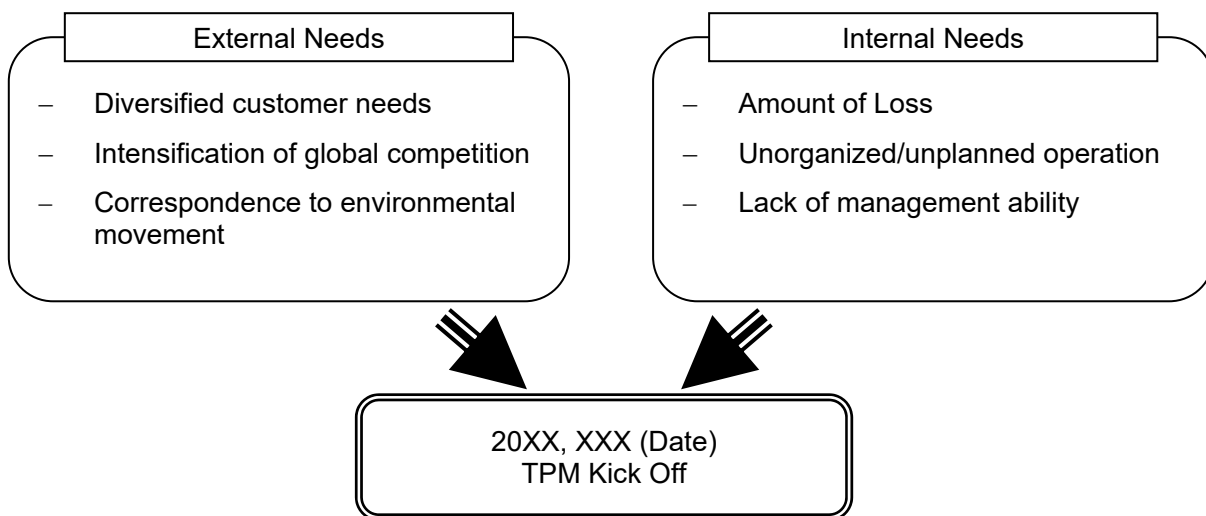 External Needs
– Diversified customer needs
– Intensification of global competition
– Correspondence to environmental
movement
Internal Needs
– Amount of Loss
– Unorganized/unplanned operation
– Lack of management ability
20XX, XXX (Date)
TPM Kick Off